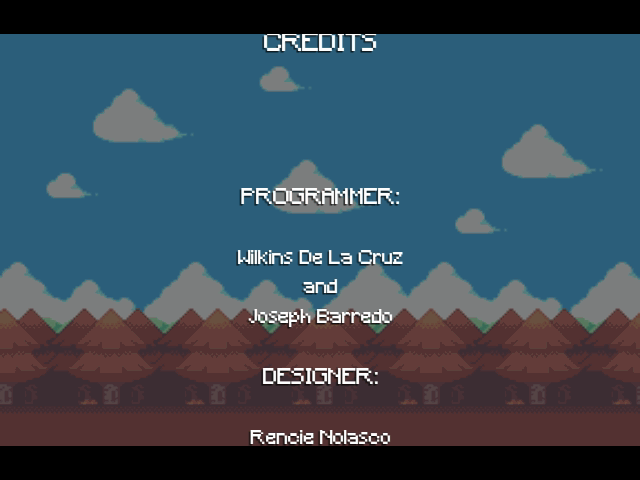 CREDITS
PROGRAMMER:
Wilkins De La Cruz
and
Joseph Barredo
DESIGNER:
Rencie Nolasco